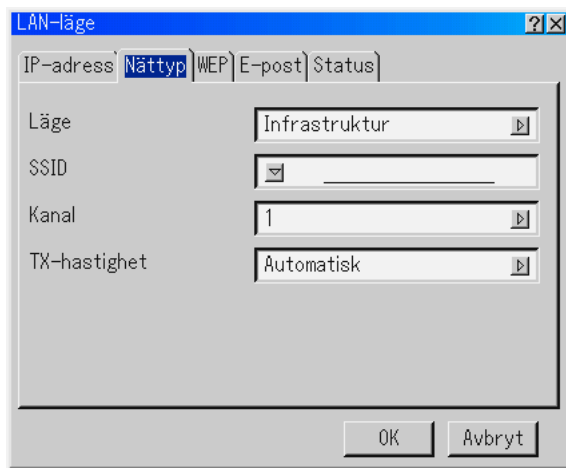 LAN-läge
IP-adress Nättyp WEP E-post Status
Läge Infrastruktur
SSID
Kanal 1
TX-hastighet Automatisk
OK Avbryt